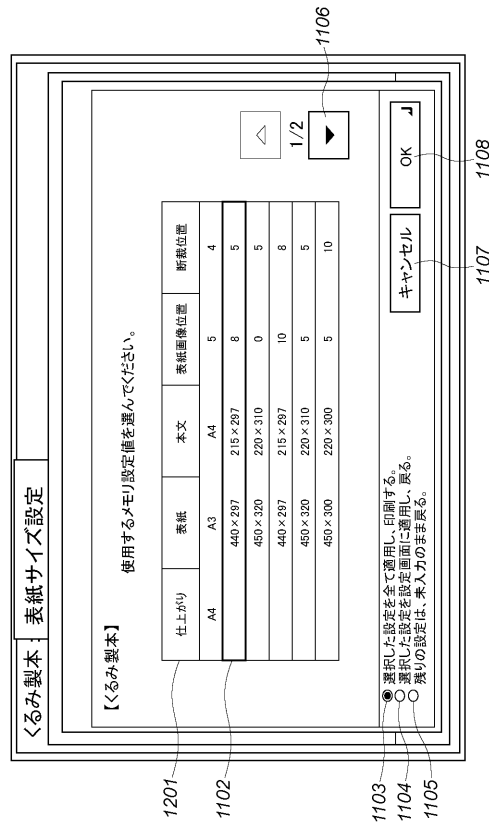 くるみ製本：表紙サイズ設定
【くるみ製本】
使用するメモリ設定値を選んでください。
仕上がり 表紙 本文 表紙画像位置 断裁位置
A4 A3 A4 5 4
440×297 215×297 8 5
450×320 220×310 0 5
440×297 215×297 10 8
450×320 220×310 5 5
450×300 220×300 5 10
1/2
選択した設定を全て適用し、印刷する。
選択した設定を設定画面に適用し、戻る。
残りの設定は、未入力のまま戻る。
キャンセル
OK
1201
1102
1103
1104
1105
1106
1107
1108